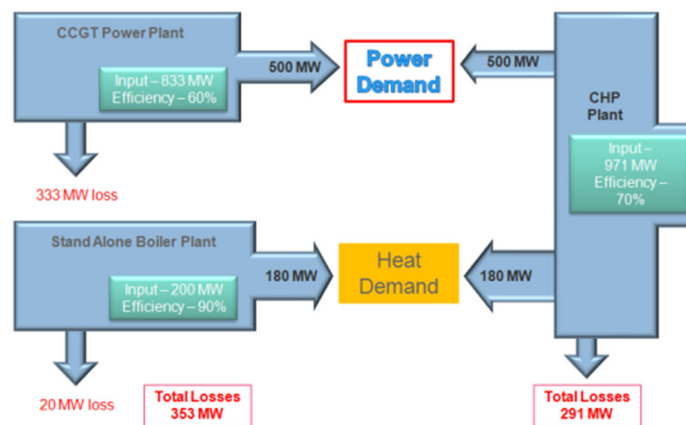 CCGT Power Plant
Input – 833 MW
Efficiency – 60%
500 MW
Power
Demand
500 MW
CHP
Plant
Input –
971 MW
Efficiency –
70%
333 MW loss
Stand Alone Boiler Plant
Input – 200 MW
Efficiency – 90%
180 MW
Heat
Demand
180 MW
20 MW loss
Total Losses
353 MW
Total Losses
291 MW